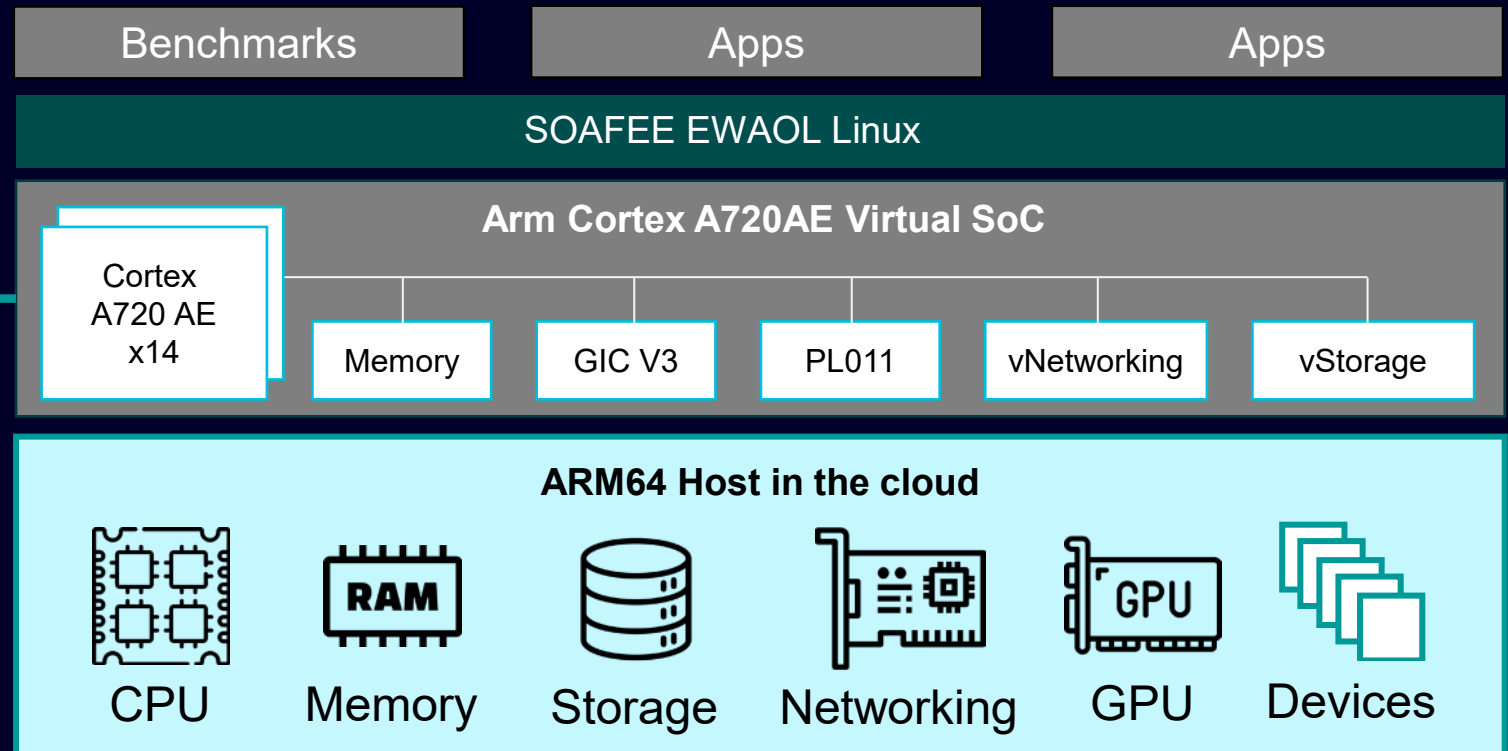 Benchmarks
Apps
Apps
SOAFEE EWAOL Linux
Arm Cortex A720AE Virtual SoC
Cortex
A720 AE
x14
Memory
GIC V3
PL011
vNetworking
vStorage
ARM64 Host in the cloud
RAM
GPU
CPU
Memory
Storage
Networking
GPU
Devices